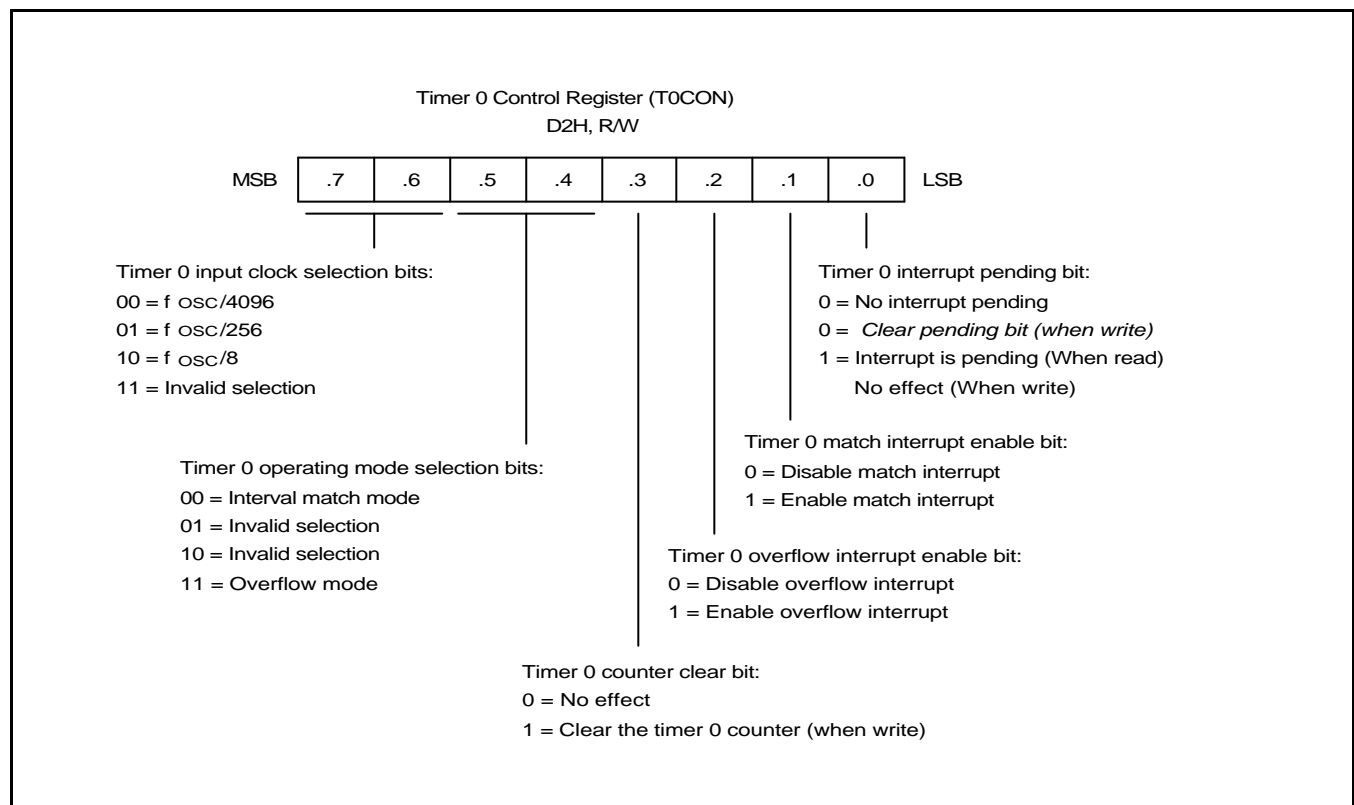 Timer 0 Control Register (T0CON)
D2H, R/W
MSB .7 .6 .5 .4 .3 .2 .1 .0 LSB
Timer 0 input clock selection bits:
00 = f OSC/4096
01 = f OSC/256
10 = f OSC/8
11 = Invalid selection
Timer 0 interrupt pending bit:
0 = No interrupt pending
0 = Clear pending bit (when write)
1 = Interrupt is pending (When read)
No effect (When write)
Timer 0 match interrupt enable bit:
0 = Disable match interrupt
1 = Enable match interrupt
Timer 0 operating mode selection bits:
00 = Interval match mode
01 = Invalid selection
10 = Invalid selection
11 = Overflow mode
Timer 0 overflow interrupt enable bit:
0 = Disable overflow interrupt
1 = Enable overflow interrupt
Timer 0 counter clear bit:
0 = No effect
1 = Clear the timer 0 counter (when write)